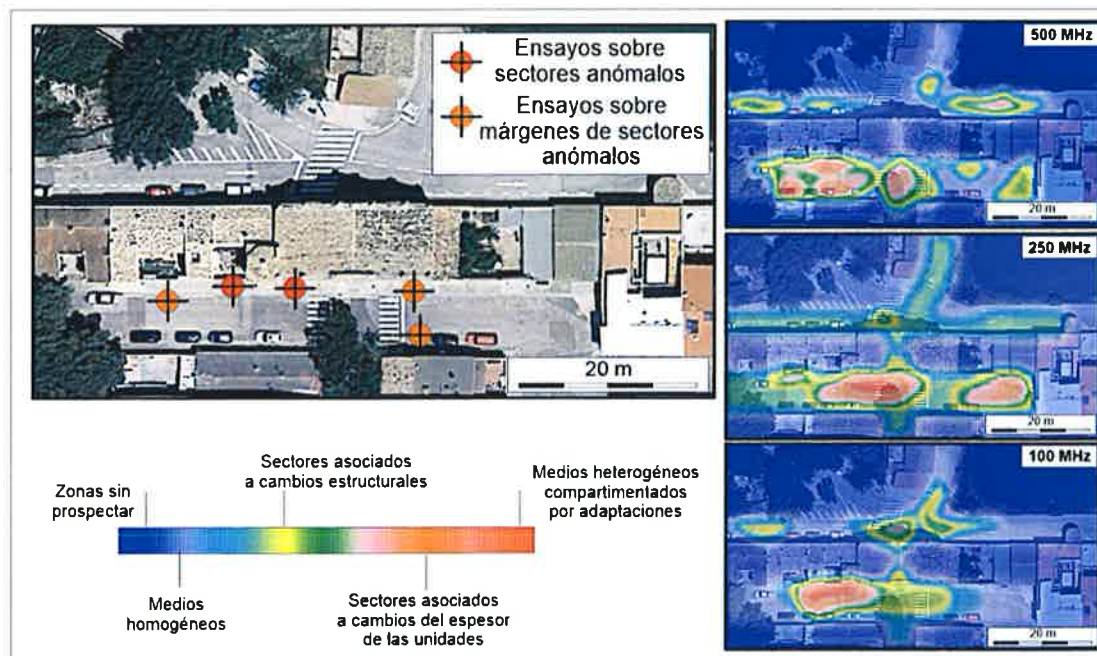 Ensayos sobre
sectores anómalos
Ensayos sobre
márgenes de sectores
anómalos
20 m
500 MHz
20 m
250 MHz
20 m
100 MHz
20 m
Sectores asociados
a cambios estructurales
Zonas sin
prospectar
Medios heterogéneos
compartimentados
por adaptaciones
Medios
homogéneos
Sectores asociados
a cambios del espesor
de las unidades